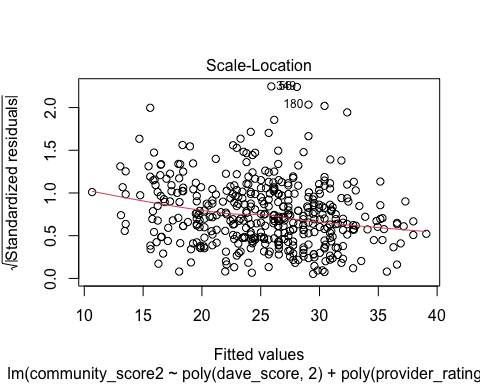 Scale-Location
180
√|Standardized residuals|
0.0 0.5 1.0 1.5 2.0
10 15 20 25 30 35 40
Fitted values
lm(community_score2 ~ poly(dave_score, 2) + poly(provider_rating